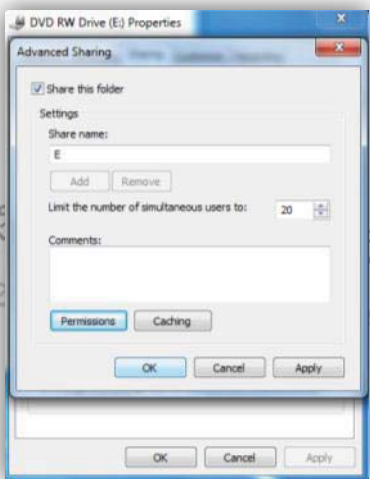 DVD RW Drive (E:) Properties
Advanced Sharing
Share this folder
Settings
Share name:
E
Add Remove
Limit the number of simultaneous users to: 20
Comments:
Permissions Caching
OK Cancel Apply
OK Cancel Apply